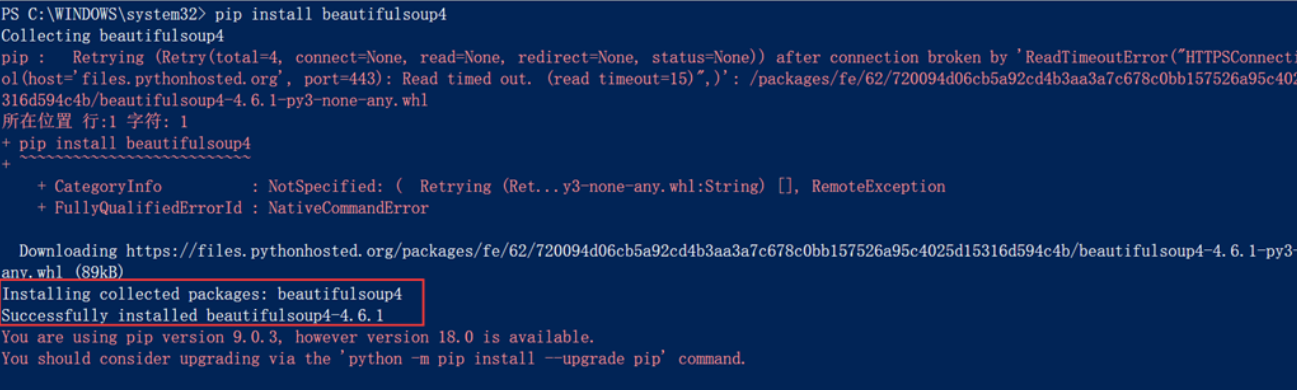 PS C:\WINDOWS\system32> pip install beautifulsoup4
Collecting beautifulsoup4
pip :   Retrying (Retry(total=4, connect=None, read=None, redirect=None, status=None)) after connection broken by 'ReadTimeoutError("HTTPSConnecti
ol(host='files.pythonhosted.org', port=443): Read timed out. (read timeout=15)",)': /packages/fe/62/720094d06cb5a92cd4b3aa3a7c678c0bb157526a95c402
316d594c4b/beautifulsoup4-4.6.1-py3-none-any.whl
所在位置 行:1 字符: 1
+ pip install beautifulsoup4
+ ~~~~~~~~~~~~~~~~~~~~~~~~~~
    + CategoryInfo          : NotSpecified: (  Retrying (Ret...y3-none-any.whl:String) [], RemoteException
    + FullyQualifiedErrorId : NativeCommandError
  Downloading https://files.pythonhosted.org/packages/fe/62/720094d06cb5a92cd4b3aa3a7c678c0bb157526a95c4025d15316d594c4b/beautifulsoup4-4.6.1-py3-
any.whl (89kB)
Installing collected packages: beautifulsoup4
Successfully installed beautifulsoup4-4.6.1
You are using pip version 9.0.3, however version 18.0 is available.
You should consider upgrading via the 'python -m pip install --upgrade pip' command.